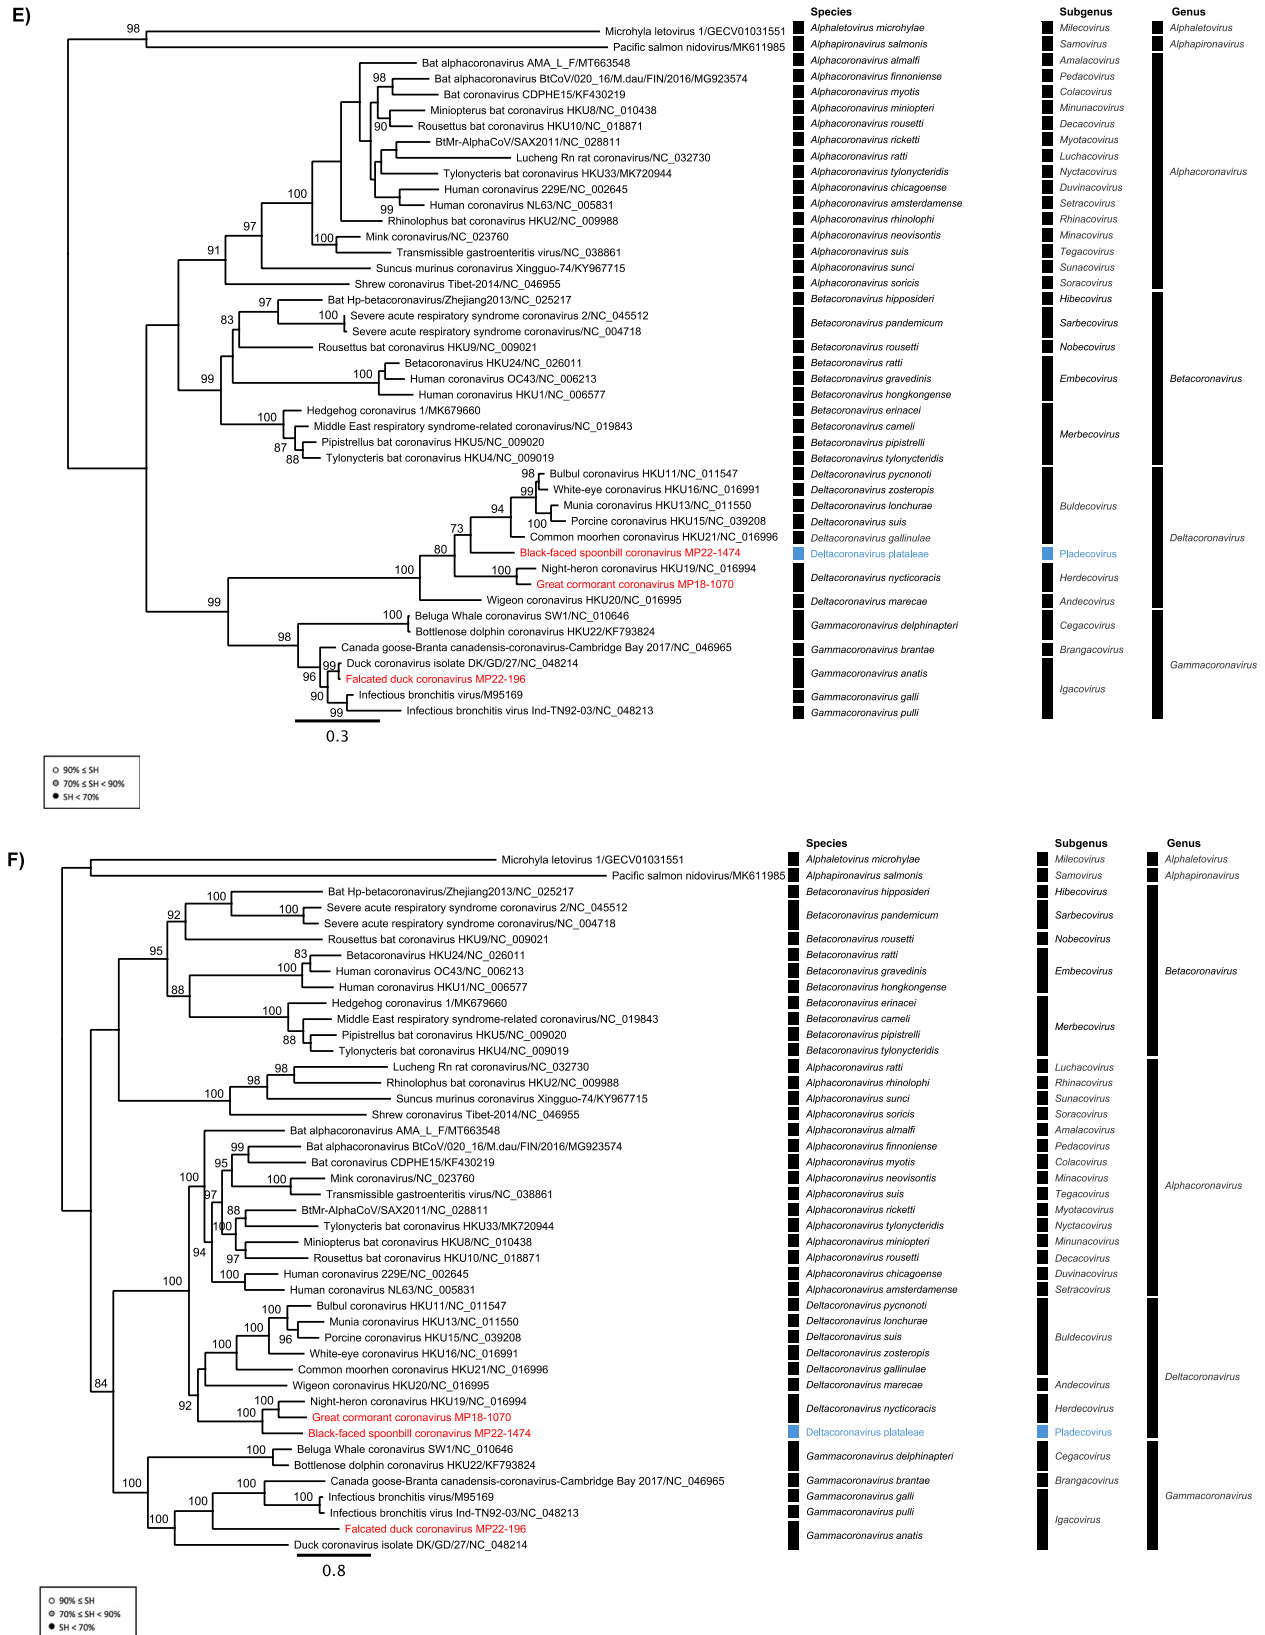 E)
Species Subgenus Genus
98 Microhyla letovirus 1/GECV01031551 Alphaletovirus microhylae Milecovirus Alphaletovirus
Pacific salmon nidovirus/MK611985 Alphapironavirus salmonis Samovirus Alphapironavirus
Bat alphacoronavirus AMA_L_F/MT663548 Alphacoronavirus almalfi Amalacovirus
98 Bat alphacoronavirus BtCoV/020_16/M.dau/FIN/2016/MG923574 Alphacoronavirus finnoniense Pedacovirus
Bat coronavirus CDPHE15/KF430219 Alphacoronavirus myotis Colacovirus
Miniopterus bat coronavirus HKU8/NC_010438 Alphacoronavirus miniopteri Minunacovirus
90 Rousettus bat coronavirus HKU10/NC_018871 Alphacoronavirus rousetti Decacovirus
BtMr-AlphaCoV/SAX2011/NC_028811 Alphacoronavirus ricketti Myotacovirus
Lucheng Rn rat coronavirus/NC_032730 Alphacoronavirus ratti Luchacovirus
Tylonycteris bat coronavirus HKU33/MK720944 Alphacoronavirus tylonycteridis Nyctacovirus Alphacoronavirus
100 Human coronavirus 229E/NC_002645 Alphacoronavirus chicagoense Duvinacovirus
99 Human coronavirus NL63/NC_005831 Alphacoronavirus amsterdamense Setracovirus
97 Rhinolophus bat coronavirus HKU2/NC_009988 Alphacoronavirus rhinolophi Rhinacovirus
100 Mink coronavirus/NC_023760 Alphacoronavirus neovisontis Minacovirus
91 Transmissible gastroenteritis virus/NC_038861 Alphacoronavirus suis Tegacovirus
Suncus murinus coronavirus Xingguo-74/KY967715 Alphacoronavirus sunci Sunacovirus
Shrew coronavirus Tibet-2014/NC_046955 Alphacoronavirus soricis Soracovirus
97 Bat Hp-betacoronavirus/Zhejiang2013/NC_025217 Betacoronavirus hipposideri Hibecovirus
83 100 Severe acute respiratory syndrome coronavirus 2/NC_045512 Betacoronavirus pandemicum Sarbecovirus
Severe acute respiratory syndrome coronavirus/NC_004718
Rousettus bat coronavirus HKU9/NC_009021 Betacoronavirus rousetti Nobecovirus
Betacoronavirus HKU24/NC_026011 Betacoronavirus ratti
99 100 Human coronavirus OC43/NC_006213 Betacoronavirus gravedinis Embecovirus Betacoronavirus
Human coronavirus HKU1/NC_006577 Betacoronavirus hongkongense
Hedgehog coronavirus 1/MK679660 Betacoronavirus erinacei
100 Middle East respiratory syndrome-related coronavirus/NC_019843 Betacoronavirus cameli Merbecovirus
87 Pipistrellus bat coronavirus HKU5/NC_009020 Betacoronavirus pipistrelli
88 Tylonycteris bat coronavirus HKU4/NC_009019 Betacoronavirus tylonycteridis
98 Bulbul coronavirus HKU11/NC_011547 Deltacoronavirus pycnonoti
99 White-eye coronavirus HKU16/NC_016991 Deltacoronavirus zosteropis
94 Munia coronavirus HKU13/NC_011550 Deltacoronavirus lonchurae Buldecovirus
100 Porcine coronavirus HKU15/NC_039208 Deltacoronavirus suis
73 Common moorhen coronavirus HKU21/NC_016996 Deltacoronavirus gallinulae Deltacoronavirus
80 Black-faced spoonbill coronavirus MP22-1474 Deltacoronavirus plataleae Pladecovirus
100 100 Night-heron coronavirus HKU19/NC_016994 Deltacoronavirus nycticoracis Herdecovirus
Great cormorant coronavirus MP18-1070
99 Wigeon coronavirus HKU20/NC_016995 Deltacoronavirus marecae Andecovirus
100 Beluga Whale coronavirus SW1/NC_010646 Gammacoronavirus delphinapteri Cegacovirus
98 Bottlenose dolphin coronavirus HKU22/KF793824
Canada goose-Branta canadensis-coronavirus-Cambridge Bay 2017/NC_046965 Gammacoronavirus brantae Brangacovirus
99 Duck coronavirus isolate DK/GD/27/NC_048214 Gammacoronavirus anatis Gammacoronavirus
96 Falcated duck coronavirus MP22-196
90 Infectious bronchitis virus/M95169 Gammacoronavirus galli Igacovirus
99 Infectious bronchitis virus Ind-TN92-03/NC_048213 Gammacoronavirus pulli
0.3
90% ≤ SH
70% ≤ SH < 90%
SH < 70%
F)
Species Subgenus Genus
Microhyla letovirus 1/GECV01031551 Alphaletovirus microhylae Milecovirus Alphaletovirus
Pacific salmon nidovirus/MK611985 Alphapironavirus salmonis Samovirus Alphapironavirus
100 Bat Hp-betacoronavirus/Zhejiang2013/NC_025217 Betacoronavirus hipposideri Hibecovirus
92 100 Severe acute respiratory syndrome coronavirus 2/NC_045512 Betacoronavirus pandemicum Sarbecovirus
Severe acute respiratory syndrome coronavirus/NC_004718
95 Rousettus bat coronavirus HKU9/NC_009021 Betacoronavirus rousetti Nobecovirus
83 Betacoronavirus HKU24/NC_026011 Betacoronavirus ratti
100 Human coronavirus OC43/NC_006213 Betacoronavirus gravedinis Embecovirus Betacoronavirus
88 Human coronavirus HKU1/NC_006577 Betacoronavirus hongkongense
100 Hedgehog coronavirus 1/MK679660 Betacoronavirus erinacei
Middle East respiratory syndrome-related coronavirus/NC_019843 Betacoronavirus cameli Merbecovirus
88 Pipistrellus bat coronavirus HKU5/NC_009020 Betacoronavirus pipistrelli
Tylonycteris bat coronavirus HKU4/NC_009019 Betacoronavirus tylonycteridis
98 Lucheng Rn rat coronavirus/NC_032730 Alphacoronavirus ratti Luchacovirus
98 Rhinolophus bat coronavirus HKU2/NC_009988 Alphacoronavirus rhinolophi Rhinacovirus
100 Suncus murinus coronavirus Xingguo-74/KY967715 Alphacoronavirus sunci Sunacovirus
Shrew coronavirus Tibet-2014/NC_046955 Alphacoronavirus soricis Soracovirus
Bat alphacoronavirus AMA_L_F/MT663548 Alphacoronavirus almalfi Amalacovirus
99 Bat alphacoronavirus BtCoV/020_16/M.dau/FIN/2016/MG923574 Alphacoronavirus finnoniense Pedacovirus
95 Bat coronavirus CDPHE15/KF430219 Alphacoronavirus myotis Colacovirus
100 100 Mink coronavirus/NC_023760 Alphacoronavirus neovisontis Minacovirus Alphacoronavirus
97 Transmissible gastroenteritis virus/NC_038861 Alphacoronavirus suis Tegacovirus
88 BtMr-AlphaCoV/SAX2011/NC_028811 Alphacoronavirus ricketti Myotacovirus
100 Tylonycteris bat coronavirus HKU33/MK720944 Alphacoronavirus tylonycteridis Nyctacovirus
94 Miniopterus bat coronavirus HKU8/NC_010438 Alphacoronavirus miniopteri Minunacovirus
97 Rousettus bat coronavirus HKU10/NC_018871 Alphacoronavirus rousetti Decacovirus
100 100 Human coronavirus 229E/NC_002645 Alphacoronavirus chicagoense Duvinacovirus
Human coronavirus NL63/NC_005831 Alphacoronavirus amsterdamense Setracovirus
100 Bulbul coronavirus HKU11/NC_011547 Deltacoronavirus pycnonoti
100 Munia coronavirus HKU13/NC_011550 Deltacoronavirus lonchurae
96 Porcine coronavirus HKU15/NC_039208 Deltacoronavirus suis Buldecovirus
100 White-eye coronavirus HKU16/NC_016991 Deltacoronavirus zosteropis
Common moorhen coronavirus HKU21/NC_016996 Deltacoronavirus gallinulae Deltacoronavirus
84 Wigeon coronavirus HKU20/NC_016995 Deltacoronavirus marecae Andecovirus
92 100 Night-heron coronavirus HKU19/NC_016994 Deltacoronavirus nycticoracis Herdecovirus
100 Great cormorant coronavirus MP18-1070
Black-faced spoonbill coronavirus MP22-1474 Deltacoronavirus plataleae Pladecovirus
100 Beluga Whale coronavirus SW1/NC_010646 Gammacoronavirus delphinapteri Cegacovirus
Bottlenose dolphin coronavirus HKU22/KF793824
100 100 Canada goose-Branta canadensis-coronavirus-Cambridge Bay 2017/NC_046965 Gammacoronavirus brantae Brangacovirus
100 100 Infectious bronchitis virus/M95169 Gammacoronavirus galli Gammacoronavirus
Infectious bronchitis virus Ind-TN92-03/NC_048213 Gammacoronavirus pulli Igacovirus
100 Falcated duck coronavirus MP22-196 Gammacoronavirus anatis
Duck coronavirus isolate DK/GD/27/NC_048214
0.8
90% ≤ SH
70% ≤ SH < 90%
SH < 70%